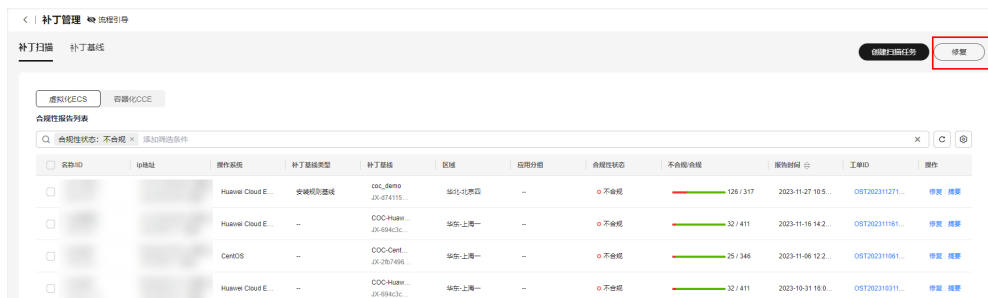 补丁管理 流程引导
补丁扫描 补丁基线
创建扫描任务 修复
虚拟化ECS 容器化CCE
合规性报告列表
合规性状态：不合规 × 添加筛选条件
名称/ID ip地址 操作系统 补丁基线类型 补丁基线 区域 应用分组 合规性状态 不合规/合规 报告时间 工单ID 操作
Huawei Cloud E... 安装规则基线 coc_demo 华北-北京四 不合规 126 / 317 2023-11-27 10:5... OST202311271... 修复 摘要
JX-d74115...
Huawei Cloud E... -- COC-Huaw... 华东-上海一 -- 不合规 32 / 411 2023-11-16 14:2... OST202311161... 修复 摘要
JX-694c3c...
CentOS -- COC-Cent... 华东-上海一 -- 不合规 25 / 346 2023-11-06 12:2... OST202311061... 修复 摘要
JX-2fb7496...
Huawei Cloud E... -- COC-Huaw... 华东-上海一 -- 不合规 32 / 411 2023-10-31 16:0... OST202310311... 修复 摘要
JX-694c3c...